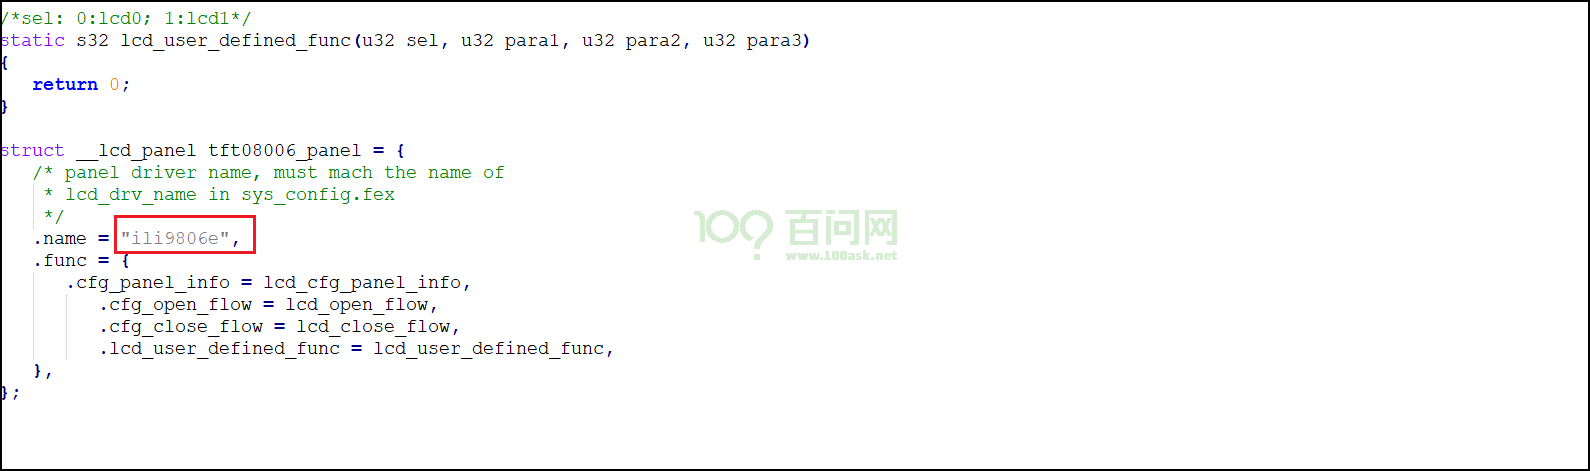 /*sel: 0:lcd0; 1:lcd1*/
static s32 lcd_user_defined_func(u32 sel, u32 para1, u32 para2, u32 para3)
{
   return 0;
}
struct __lcd_panel tft08006_panel = {
   /* panel driver name, must mach the name of
    * lcd_drv_name in sys_config.fex
    */
   .name = "ili9806e",
   .func = {
      .cfg_panel_info = lcd_cfg_panel_info,
         .cfg_open_flow = lcd_open_flow,
         .cfg_close_flow = lcd_close_flow,
         .lcd_user_defined_func = lcd_user_defined_func,
   },
};
100 百问网
www.100ask.net